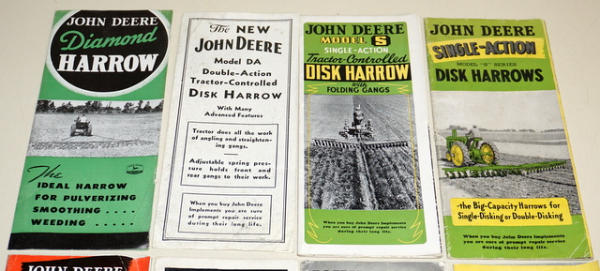 JOHN DEERE
Diamond
HARROW
The
IDEAL HARROW
FOR PULVERIZING
SMOOTHING ....
WEEDING .....
The NEW
JOHN DEERE
Model DA
Double-Action
Tractor-Controlled
DISK HARROW
With Many
Advanced Features
Tractor does all the work
of angling and straighten-
ing gangs.
Adjustable spring pres-
sure holds front and
rear gangs to their work.
When you buy John Deere
Implements you are sure
of prompt repair service
during their long life.
JOHN DEERE
MODEL S
SINGLE-ACTION
Tractor-Controlled
DISK HARROW
with
FOLDING GANGS
When you buy John Deere Implements
you are sure of prompt repair service
during their long life.
JOHN DEERE
SINGLE-ACTION
MODEL "S" SERIES
DISK HARROWS
-the Big-Capacity Harrows for
Single-Disking or Double-Disking
When you buy John Deere Implements
you are sure of prompt repair service
during their long life.
JOHN DEERE